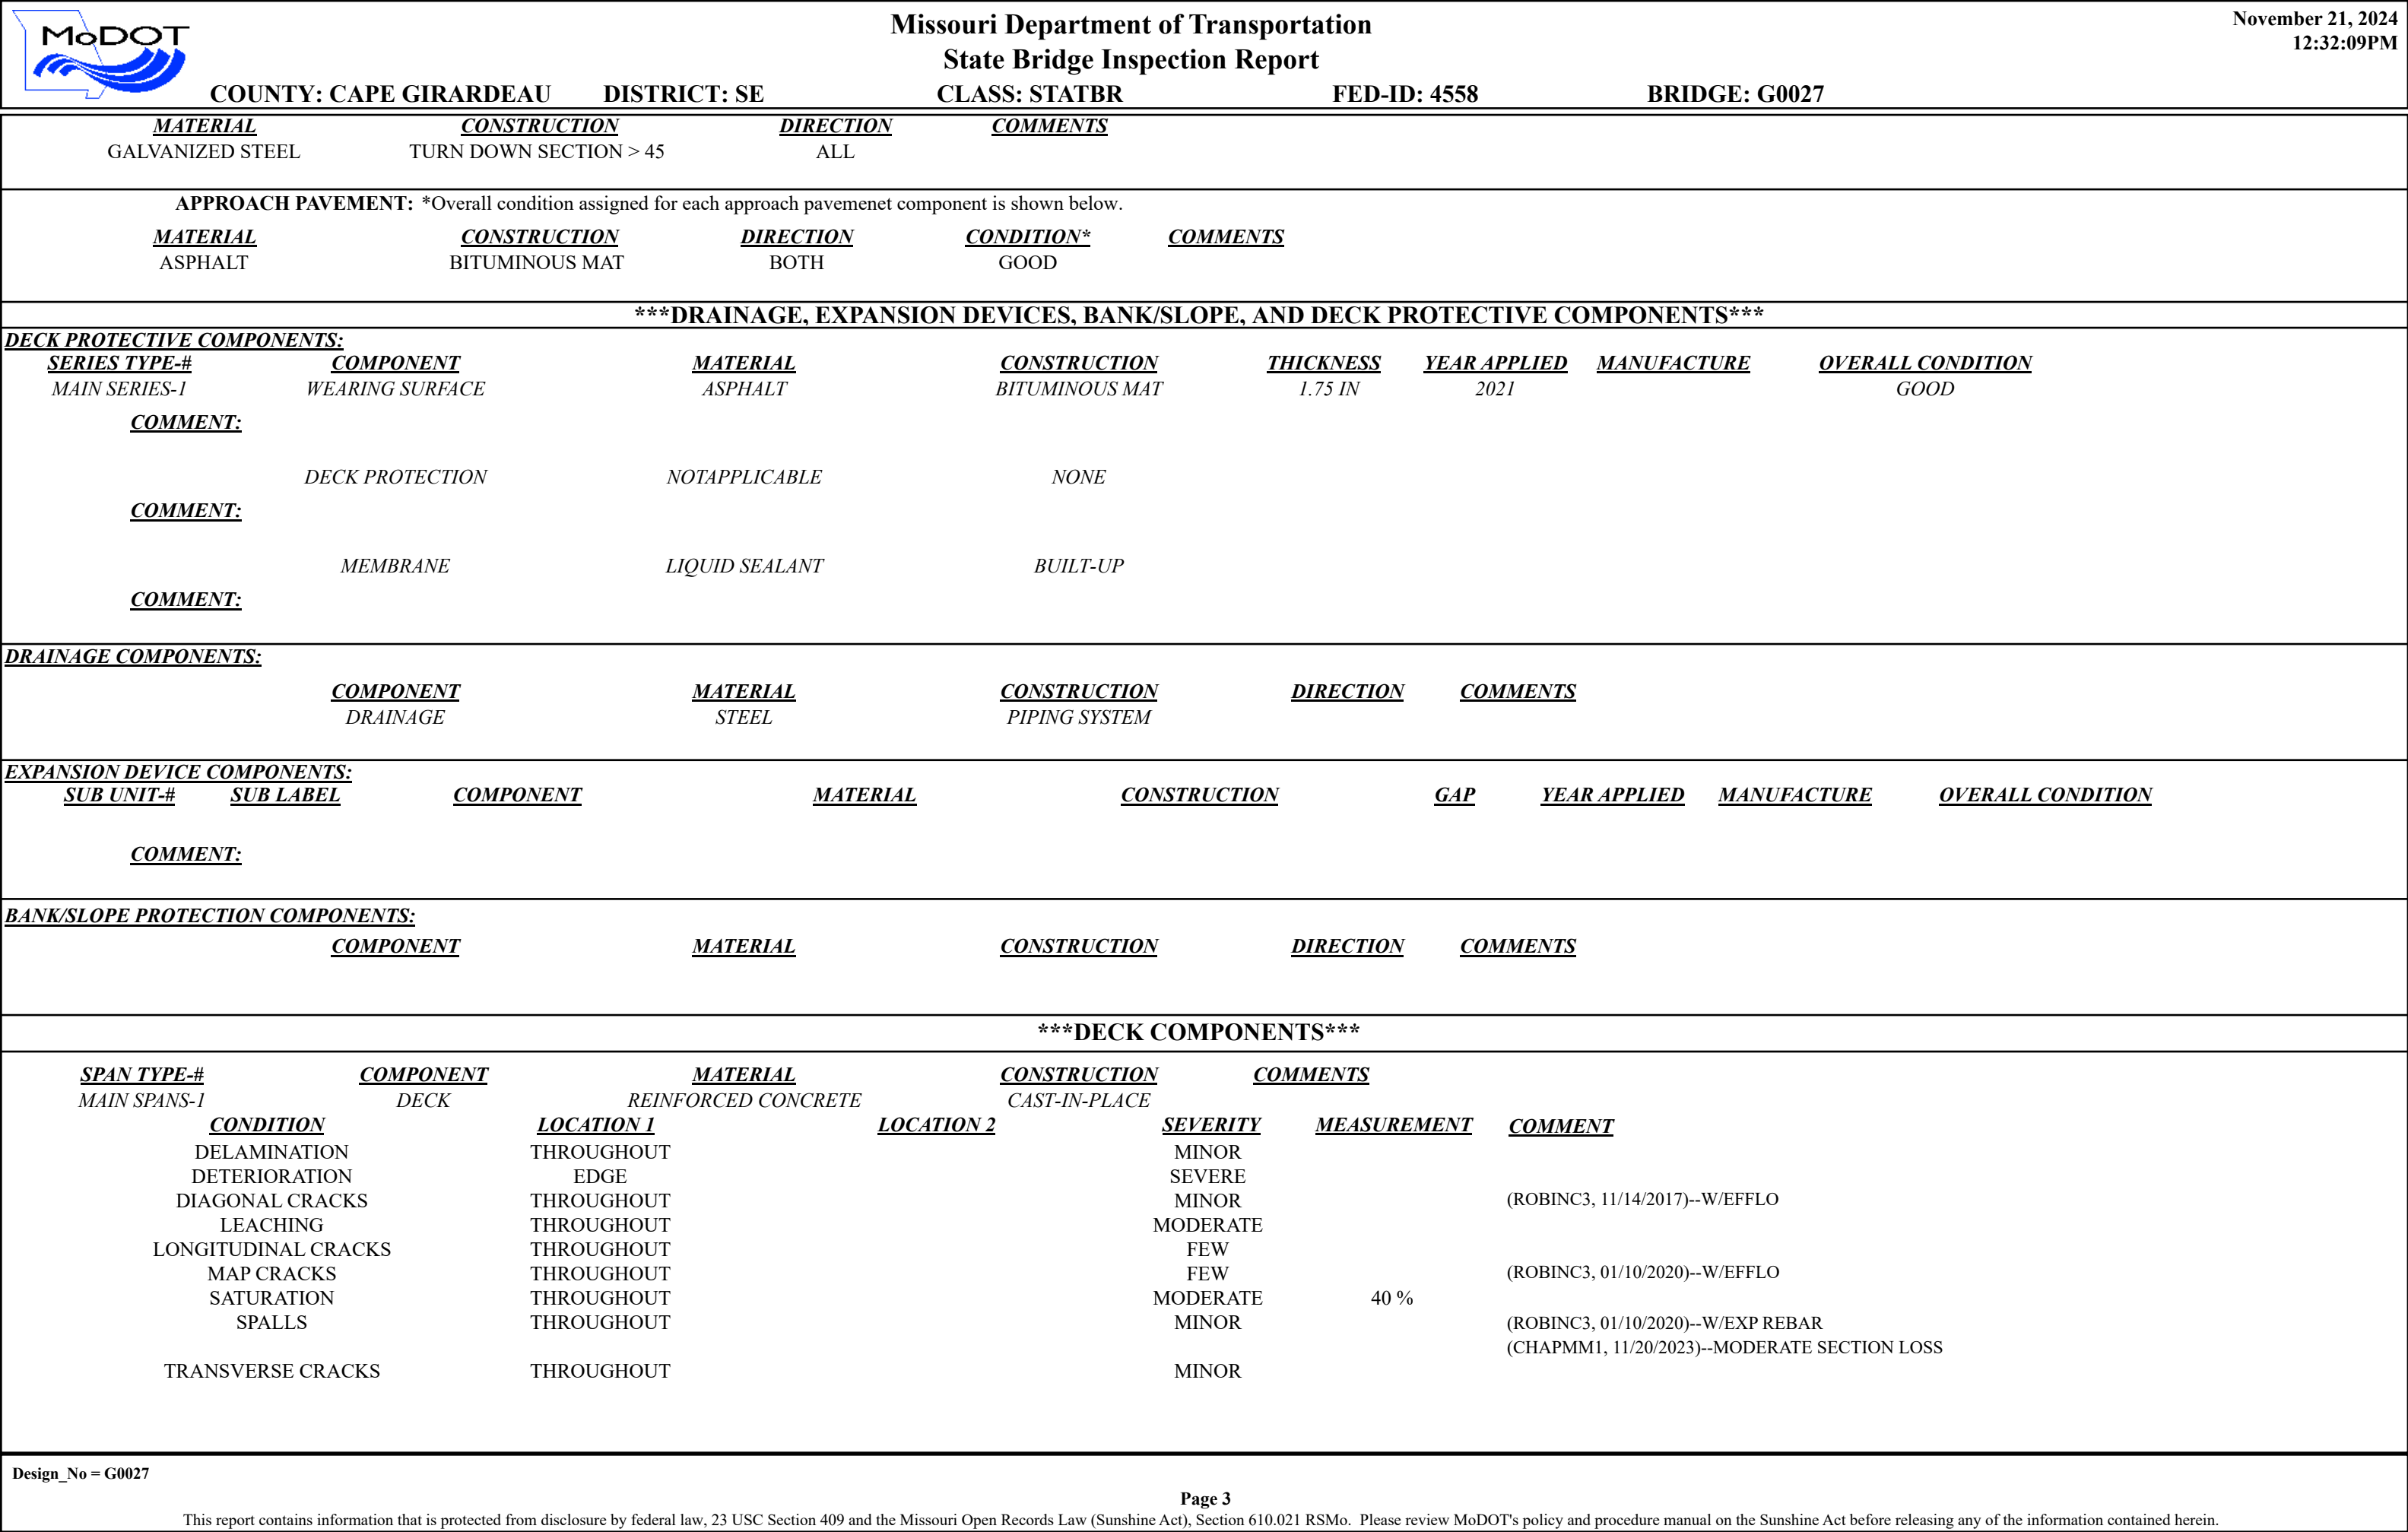 MoDOT
Missouri Department of Transportation
State Bridge Inspection Report
November 21, 2024
12:32:09PM
COUNTY: CAPE GIRARDEAU DISTRICT: SE CLASS: STATBR FED-ID: 4558 BRIDGE: G0027
MATERIAL CONSTRUCTION DIRECTION COMMENTS
GALVANIZED STEEL TURN DOWN SECTION > 45 ALL
APPROACH PAVEMENT: *Overall condition assigned for each approach pavemenet component is shown below.
MATERIAL CONSTRUCTION DIRECTION CONDITION* COMMENTS
ASPHALT BITUMINOUS MAT BOTH GOOD
***DRAINAGE, EXPANSION DEVICES, BANK/SLOPE, AND DECK PROTECTIVE COMPONENTS***
DECK PROTECTIVE COMPONENTS:
SERIES TYPE-# COMPONENT MATERIAL CONSTRUCTION THICKNESS YEAR APPLIED MANUFACTURE OVERALL CONDITION
MAIN SERIES-1 WEARING SURFACE ASPHALT BITUMINOUS MAT 1.75 IN 2021 GOOD
COMMENT:
DECK PROTECTION NOTAPPLICABLE NONE
COMMENT:
MEMBRANE LIQUID SEALANT BUILT-UP
COMMENT:
DRAINAGE COMPONENTS:
COMPONENT MATERIAL CONSTRUCTION DIRECTION COMMENTS
DRAINAGE STEEL PIPING SYSTEM
EXPANSION DEVICE COMPONENTS:
SUB UNIT-# SUB LABEL COMPONENT MATERIAL CONSTRUCTION GAP YEAR APPLIED MANUFACTURE OVERALL CONDITION
COMMENT:
BANK/SLOPE PROTECTION COMPONENTS:
COMPONENT MATERIAL CONSTRUCTION DIRECTION COMMENTS
***DECK COMPONENTS***
SPAN TYPE-# COMPONENT MATERIAL CONSTRUCTION COMMENTS
MAIN SPANS-1 DECK REINFORCED CONCRETE CAST-IN-PLACE
CONDITION LOCATION 1 LOCATION 2 SEVERITY MEASUREMENT COMMENT
DELAMINATION THROUGHOUT MINOR
DETERIORATION EDGE SEVERE
DIAGONAL CRACKS THROUGHOUT MINOR (ROBINC3, 11/14/2017)--W/EFFLO
LEACHING THROUGHOUT MODERATE
LONGITUDINAL CRACKS THROUGHOUT FEW
MAP CRACKS THROUGHOUT FEW (ROBINC3, 01/10/2020)--W/EFFLO
SATURATION THROUGHOUT MODERATE 40 %
SPALLS THROUGHOUT MINOR (ROBINC3, 01/10/2020)--W/EXP REBAR
(CHAPMM1, 11/20/2023)--MODERATE SECTION LOSS
TRANSVERSE CRACKS THROUGHOUT MINOR
Design_No = G0027
Page 3
This report contains information that is protected from disclosure by federal law, 23 USC Section 409 and the Missouri Open Records Law (Sunshine Act), Section 610.021 RSMo. Please review MoDOT's policy and procedure manual on the Sunshine Act before releasing any of the information contained herein.